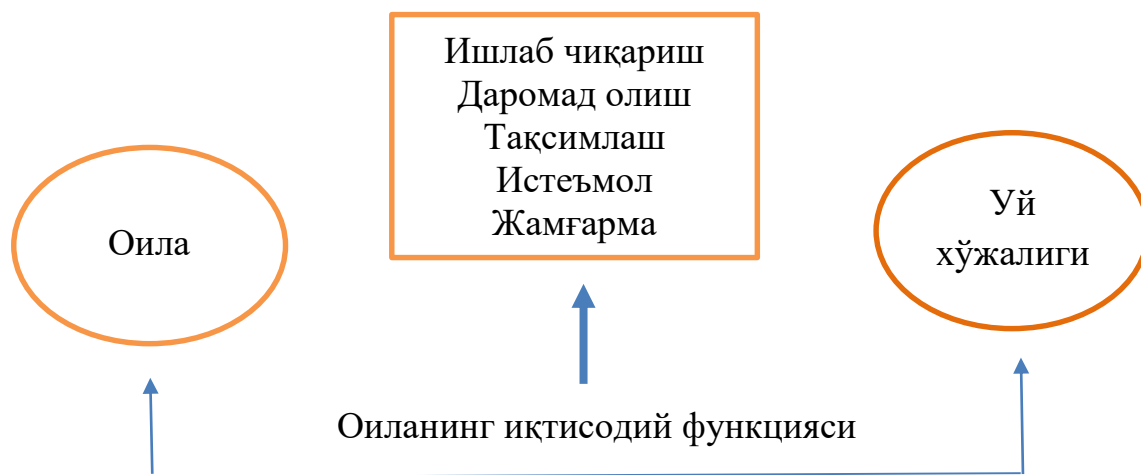 Ишлаб чиқариш
Даромад олиш
Тақсимлаш
Истеъмол
Жамғарма
Оила
Уй
хўжалиги
Оиланинг иқтисодий функцияси